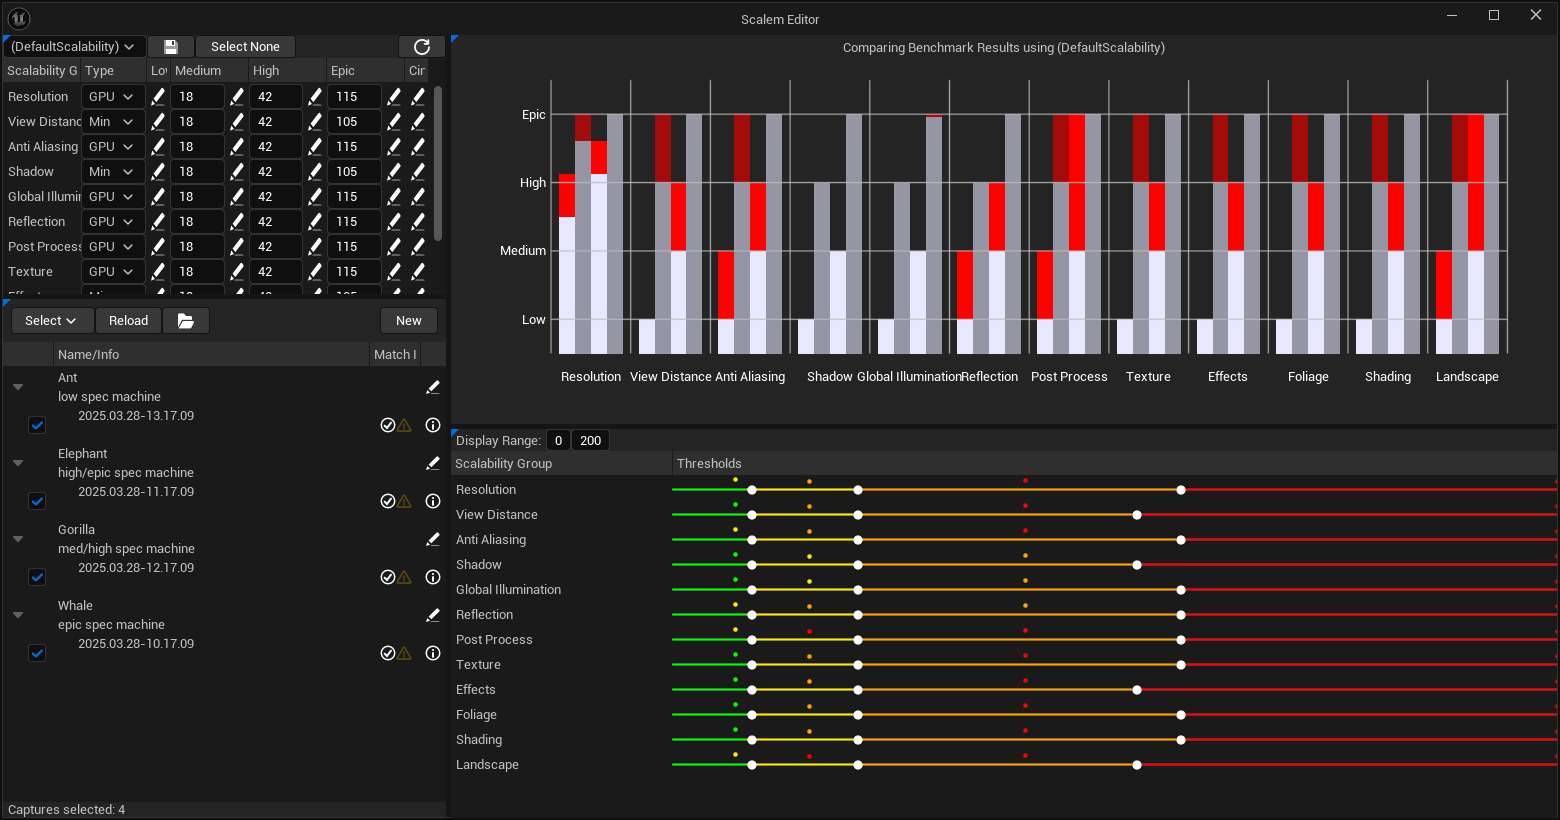 Scalem Editor
(DefaultScalability)
Select None
Scalability G Type Lo Medium High Epic Cir
Resolution GPU 18 42 115
View Distanc Min 18 42 105
Anti Aliasing GPU 18 42 115
Shadow Min 18 42 105
Global Illumir GPU 18 42 115
Reflection GPU 18 42 115
Post Process GPU 18 42 115
Texture GPU 18 42 115
Select Reload New
Name/Info Match I
Ant
low spec machine
2025.03.28-13.17.09
Elephant
high/epic spec machine
2025.03.28-11.17.09
Gorilla
med/high spec machine
2025.03.28-12.17.09
Whale
epic spec machine
2025.03.28-10.17.09
Captures selected: 4
Comparing Benchmark Results using (DefaultScalability)
Epic
High
Medium
Low
Resolution View Distance Anti Aliasing Shadow Global Illumination Reflection Post Process Texture Effects Foliage Shading Landscape
Display Range: 0 200
Scalability Group Thresholds
Resolution
View Distance
Anti Aliasing
Shadow
Global Illumination
Reflection
Post Process
Texture
Effects
Foliage
Shading
Landscape